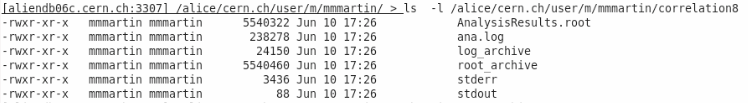 [aliendb06c.cern.ch:3307] /alice/cern.ch/user/m/mmmartin/ > ls  -l /alice/cern.ch/user/m/mmmartin/correlation8
-rwxr-xr-x   mmmartin mmmartin      5540322 Jun 10 17:26            AnalysisResults.root
-rwxr-xr-x   mmmartin mmmartin       238278 Jun 10 17:26            ana.log
-rwxr-xr-x   mmmartin mmmartin        24150 Jun 10 17:26            log_archive
-rwxr-xr-x   mmmartin mmmartin      5540460 Jun 10 17:26            root_archive
-rwxr-xr-x   mmmartin mmmartin         3436 Jun 10 17:26            stderr
-rwxr-xr-x   mmmartin mmmartin           88 Jun 10 17:26            stdout